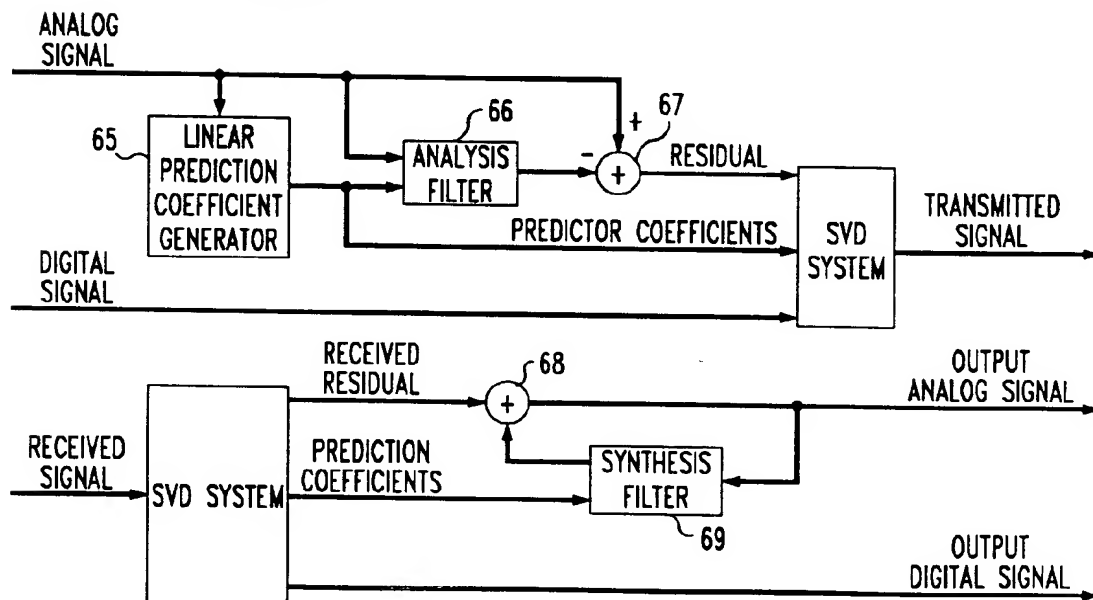 ANALOG
SIGNAL
65
LINEAR
PREDICTION
COEFFICIENT
GENERATOR
66
ANALYSIS
FILTER
-
+
67
+
RESIDUAL
PREDICTOR COEFFICIENTS
SVD
SYSTEM
TRANSMITTED
SIGNAL
DIGITAL
SIGNAL
RECEIVED
SIGNAL
SVD SYSTEM
RECEIVED
RESIDUAL
68
+
PREDICTION
COEFFICIENTS
SYNTHESIS
FILTER
69
OUTPUT
ANALOG SIGNAL
OUTPUT
DIGITAL SIGNAL